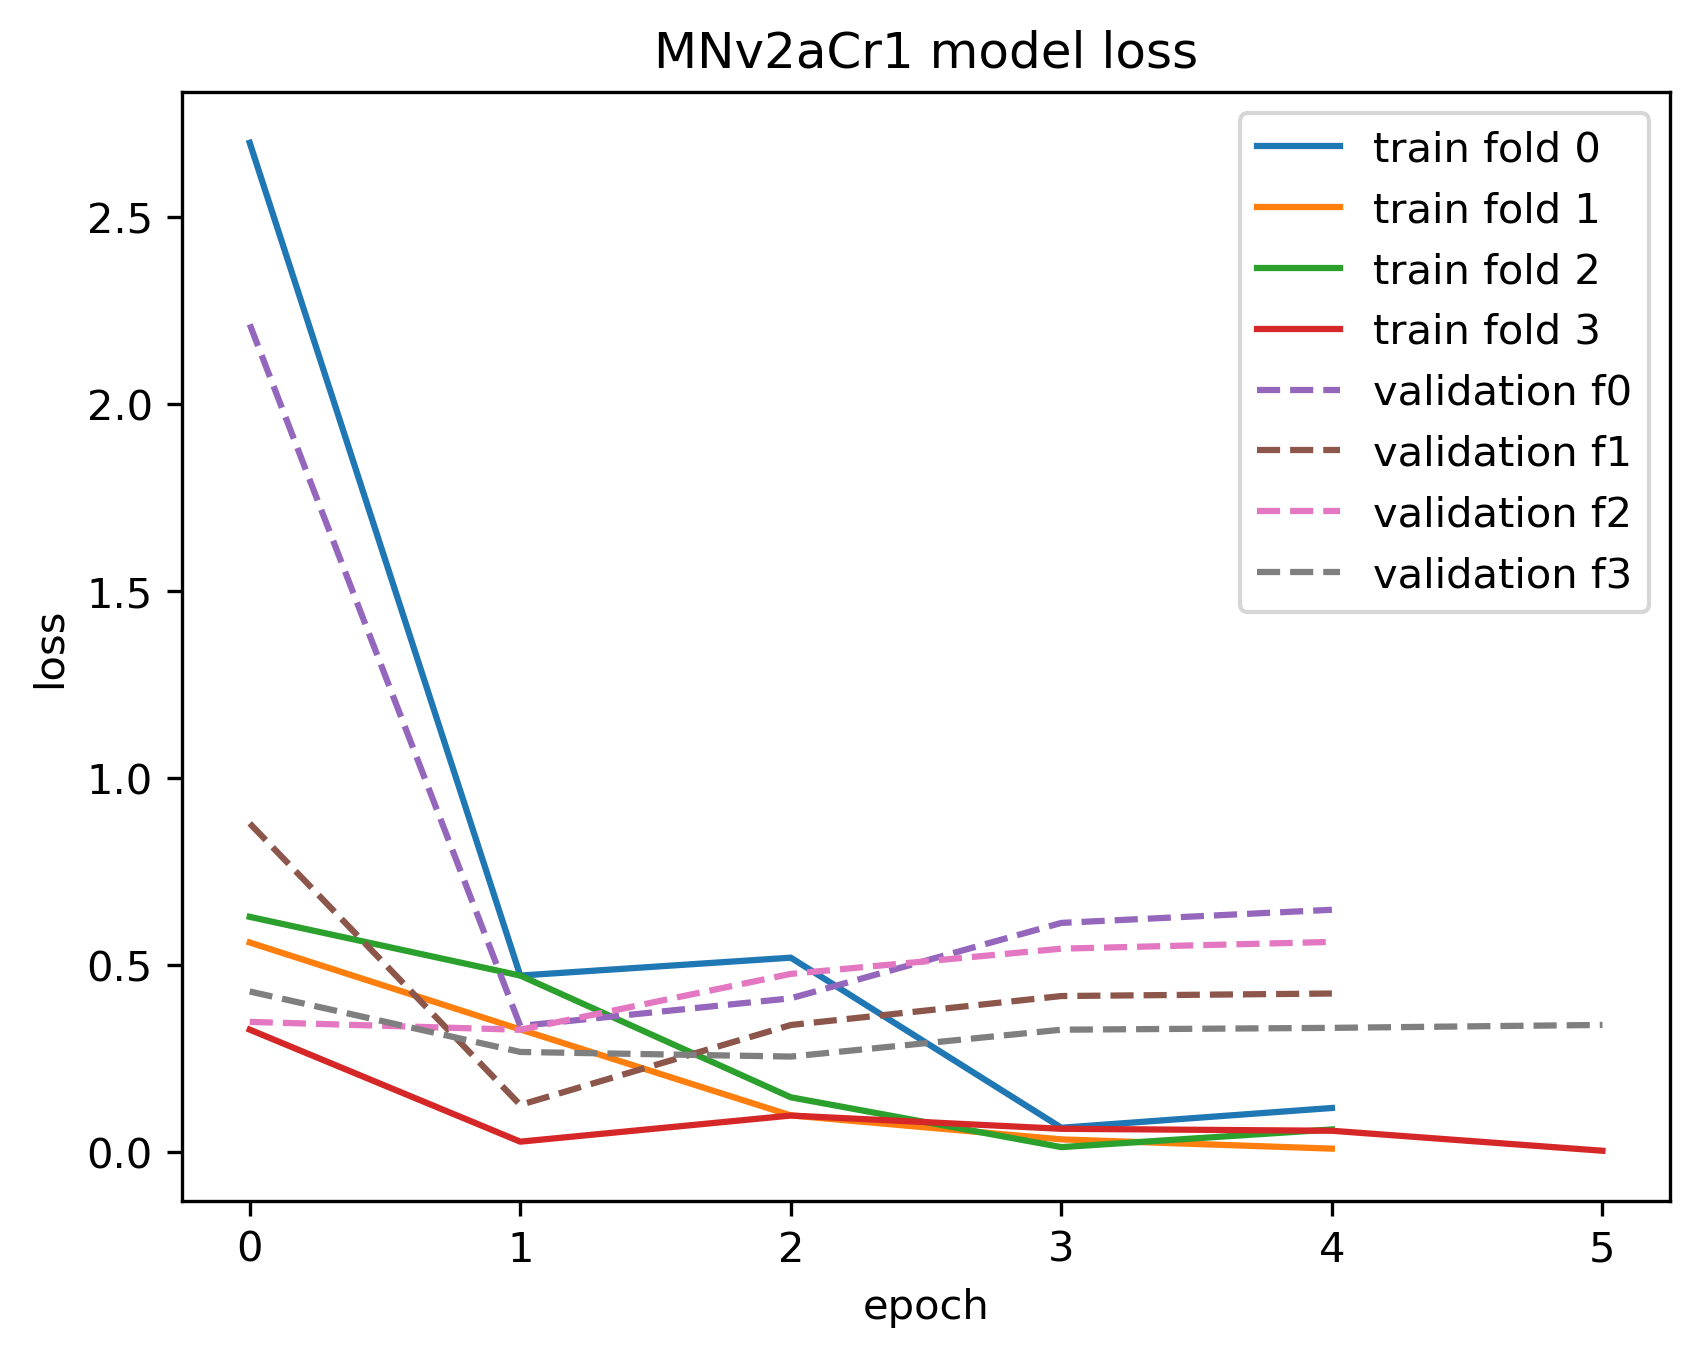 MNv2aCr1 model loss
train fold 0
train fold 1
train fold 2
train fold 3
validation f0
validation f1
validation f2
validation f3
2.5
2.0
1.5
1.0
0.5
0.0
loss
0 1 2 3 4 5
epoch